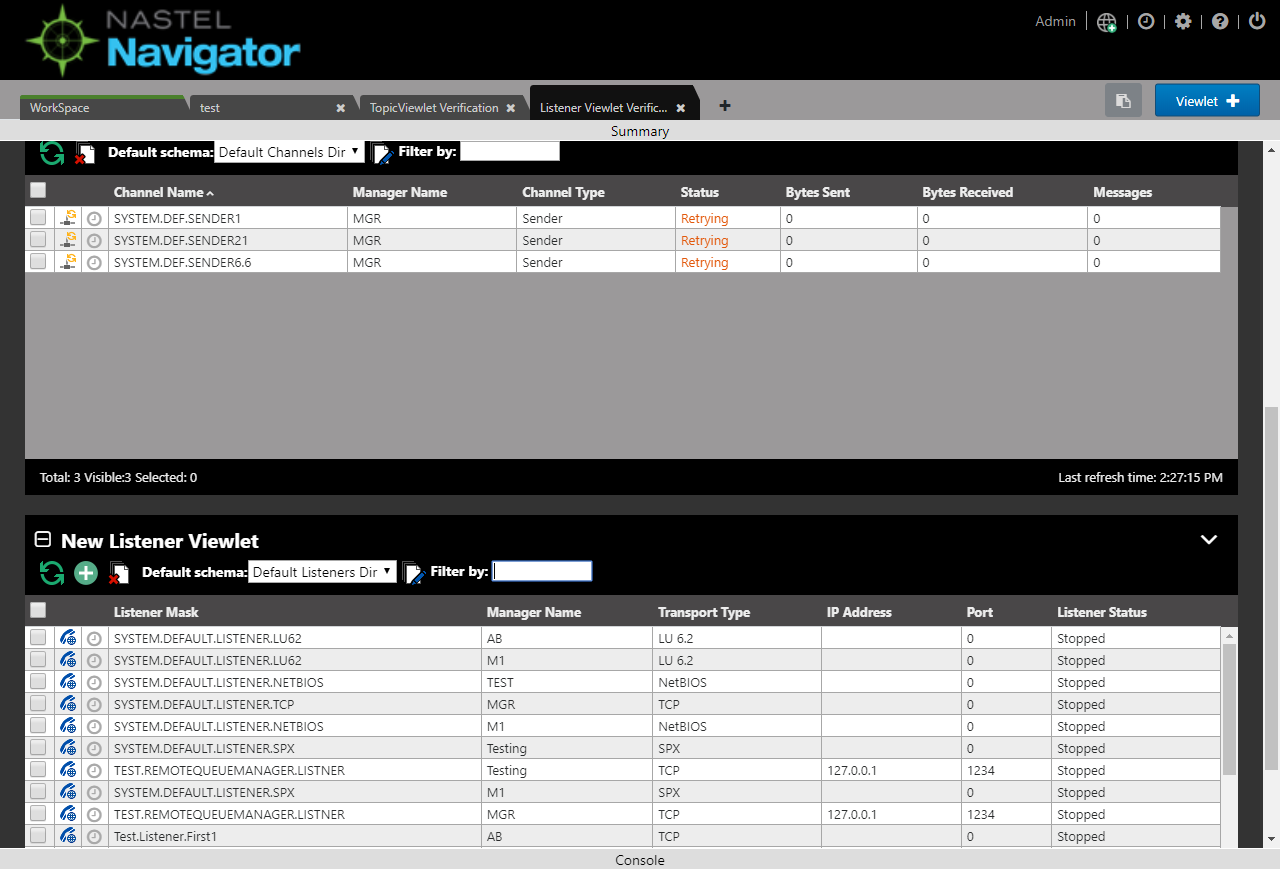 NASTEL
Navigator
Admin
WorkSpace test TopicViewlet Verification Listener Viewlet Verific... Viewlet
Summary
Default schema: Default Channels Dir Filter by:
Channel Name Manager Name Channel Type Status Bytes Sent Bytes Received Messages
SYSTEM.DEF.SENDER1 MGR Sender Retrying 0 0 0
SYSTEM.DEF.SENDER21 MGR Sender Retrying 0 0 0
SYSTEM.DEF.SENDER6.6 MGR Sender Retrying 0 0 0
Total: 3 Visible:3 Selected: 0 Last refresh time: 2:27:15 PM
New Listener Viewlet
Default schema: Default Listeners Dir Filter by:
Listener Mask Manager Name Transport Type IP Address Port Listener Status
SYSTEM.DEFAULT.LISTENER.LU62 AB LU 6.2 0 Stopped
SYSTEM.DEFAULT.LISTENER.LU62 M1 LU 6.2 0 Stopped
SYSTEM.DEFAULT.LISTENER.NETBIOS TEST NetBIOS 0 Stopped
SYSTEM.DEFAULT.LISTENER.TCP MGR TCP 0 Stopped
SYSTEM.DEFAULT.LISTENER.NETBIOS M1 NetBIOS 0 Stopped
SYSTEM.DEFAULT.LISTENER.SPX Testing SPX 0 Stopped
TEST.REMOTEQUEUEMANAGER.LISTNER Testing TCP 127.0.0.1 1234 Stopped
SYSTEM.DEFAULT.LISTENER.SPX M1 SPX 0 Stopped
TEST.REMOTEQUEUEMANAGER.LISTNER MGR TCP 127.0.0.1 1234 Stopped
Test.Listener.First1 AB TCP 0 Stopped
Console